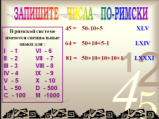 ЗАПИШИТЕ ЧИСЛА ПО-РИМСКИ
В римской системе
имеются специальные
знаки для :
I - 1 VI - 6
II - 2 VII - 7
III - 3 VIII - 8
IV - 4 IX - 9
V - 5 X - 10
L - 50 D - 500
C - 100 M - 1000
45 = 50-10+5 XLV
64 = 50+10+5-1 LXIV
81 = 50+10+10+10+1 LXXXI